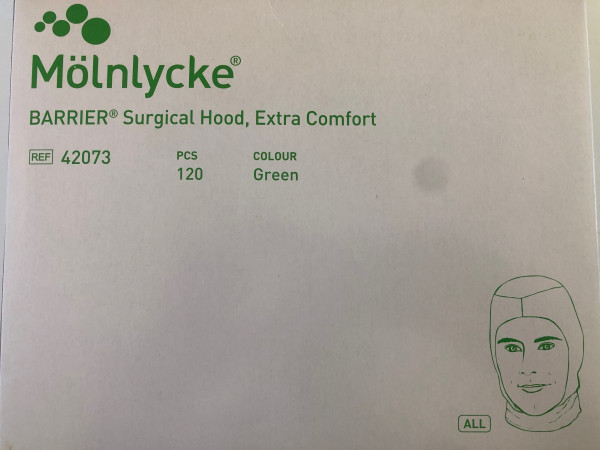 Mölnlycke®
BARRIER® Surgical Hood, Extra Comfort
REF 42073 PCS COLOUR
120 Green
ALL